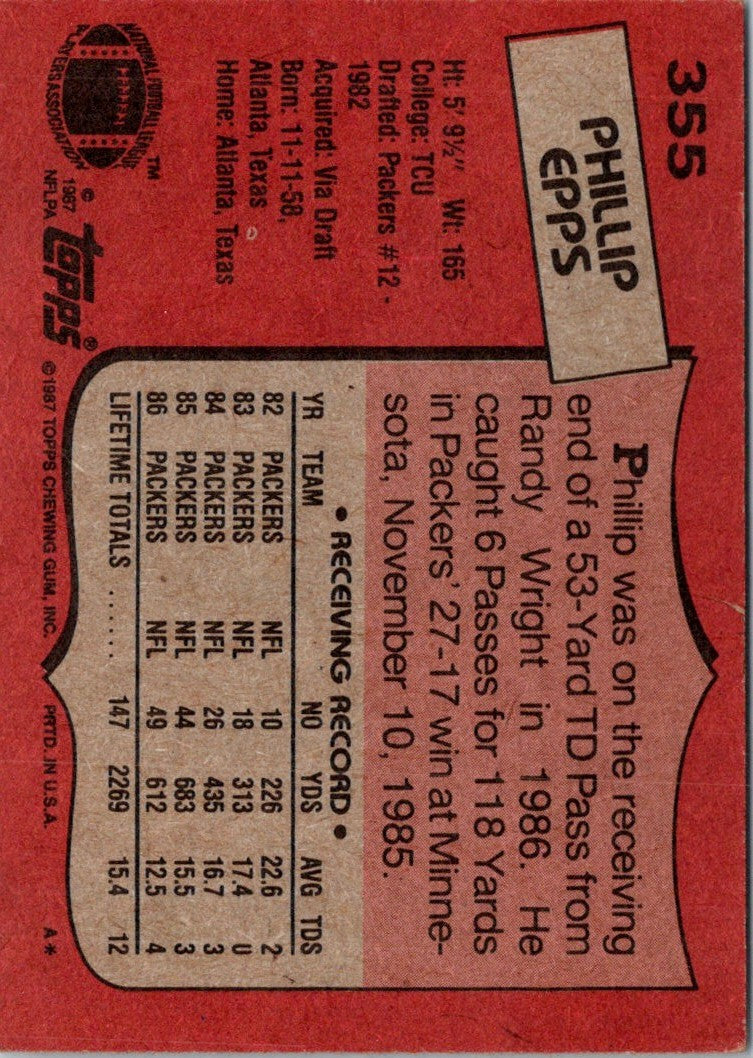 355
PHILLIP
EPPS
Ht: 5' 9½" Wt: 165
College: TCU
Drafted: Packers #12 -
1982
Acquired: Via Draft
Born: 11-11-58,
Atlanta, Texas
Home: Atlanta, Texas
NATIONAL FOOTBALL LEAGUE
PLAYERS ASSOCIATION
™
© 1987
NFLPA
topps®
Phillip was on the receiving
end of a 53-Yard TD Pass from
Randy Wright in 1986. He
caught 6 Passes for 118 Yards
in Packers' 27-17 win at Minne-
sota, November 10, 1985.
• RECEIVING RECORD •
YR TEAM NO YDS AVG TDS
82 PACKERS NFL 10 226 22.6 2
83 PACKERS NFL 18 313 17.4 0
84 PACKERS NFL 26 435 16.7 3
85 PACKERS NFL 44 683 15.5 3
86 PACKERS NFL 49 612 12.5 4
LIFETIME TOTALS ...... 147 2269 15.4 12
©1987 TOPPS CHEWING GUM, INC. PRTD. IN U.S.A. A*